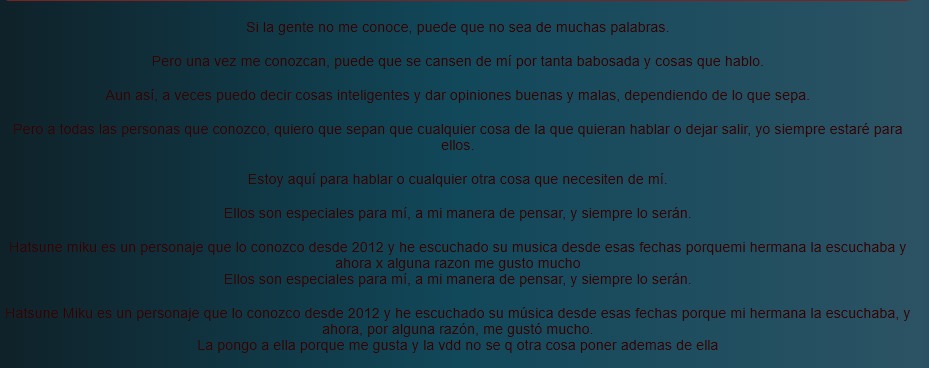 Si la gente no me conoce, puede que no sea de muchas palabras.
Pero una vez me conozcan, puede que se cansen de mí por tanta babosada y cosas que hablo.
Aun así, a veces puedo decir cosas inteligentes y dar opiniones buenas y malas, dependiendo de lo que sepa.
Pero a todas las personas que conozco, quiero que sepan que cualquier cosa de la que quieran hablar o dejar salir, yo siempre estaré para
ellos.
Estoy aquí para hablar o cualquier otra cosa que necesiten de mí.
Ellos son especiales para mí, a mi manera de pensar, y siempre lo serán.
Hatsune miku es un personaje que lo conozco desde 2012 y he escuchado su musica desde esas fechas porquemi hermana la escuchaba y
ahora x alguna razon me gusto mucho
Ellos son especiales para mí, a mi manera de pensar, y siempre lo serán.
Hatsune Miku es un personaje que lo conozco desde 2012 y he escuchado su música desde esas fechas porque mi hermana la escuchaba, y
ahora, por alguna razón, me gustó mucho.
La pongo a ella porque me gusta y la vdd no se q otra cosa poner ademas de ella